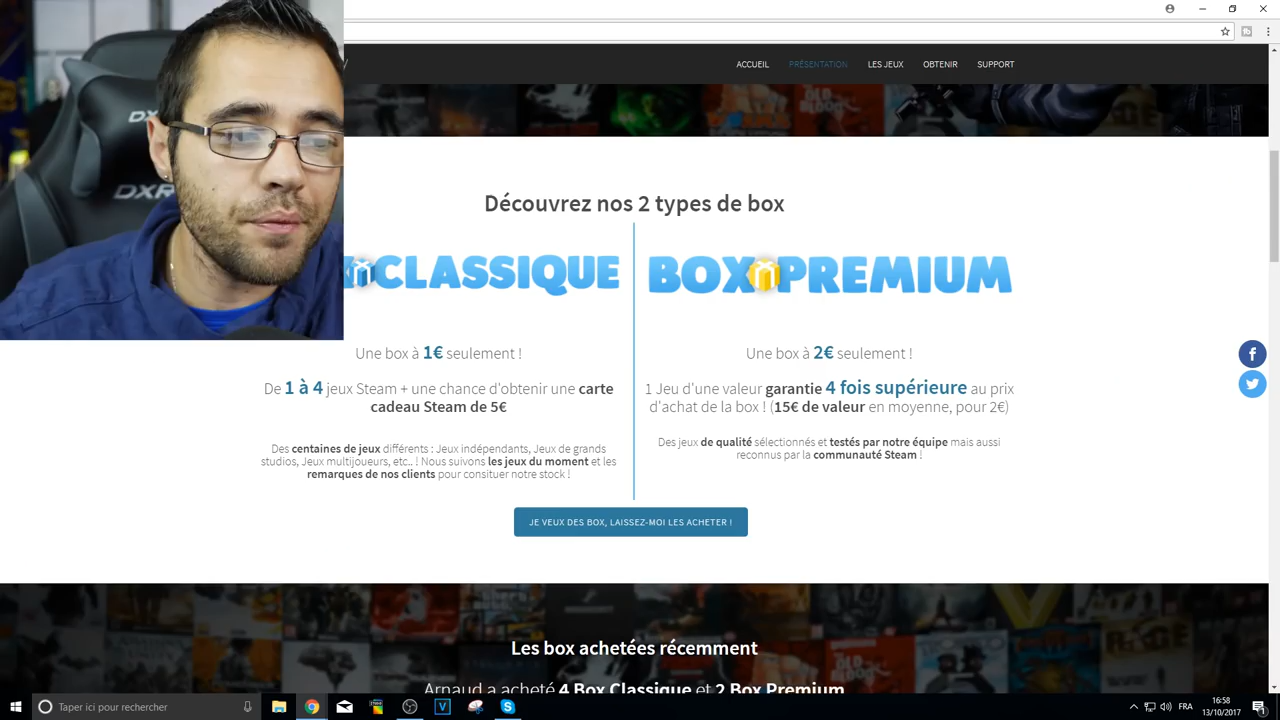 ACCUEIL PRÉSENTATION LES JEUX OBTENIR SUPPORT
OLD
BLOOD
DX
DXR
Découvrez nos 2 types de box
CLASSIQUE
BOX PREMIUM
Une box à 1€ seulement !
De 1 à 4 jeux Steam + une chance d'obtenir une carte
cadeau Steam de 5€
Des centaines de jeux différents : Jeux indépendants, Jeux de grands
studios, Jeux multijoueurs, etc.. ! Nous suivons les jeux du moment et les
remarques de nos clients pour consituer notre stock !
Une box à 2€ seulement !
1 Jeu d'une valeur garantie 4 fois supérieure au prix
d'achat de la box ! (15€ de valeur en moyenne, pour 2€)
Des jeux de qualité sélectionnés et testés par notre équipe mais aussi
reconnus par la communauté Steam !
JE VEUX DES BOX, LAISSEZ-MOI LES ACHETER !
Les box achetées récemment
Arnaud a acheté 4 Box Classique et 2 Box Premium
Taper ici pour rechercher
FRA
16:58
13/10/2017